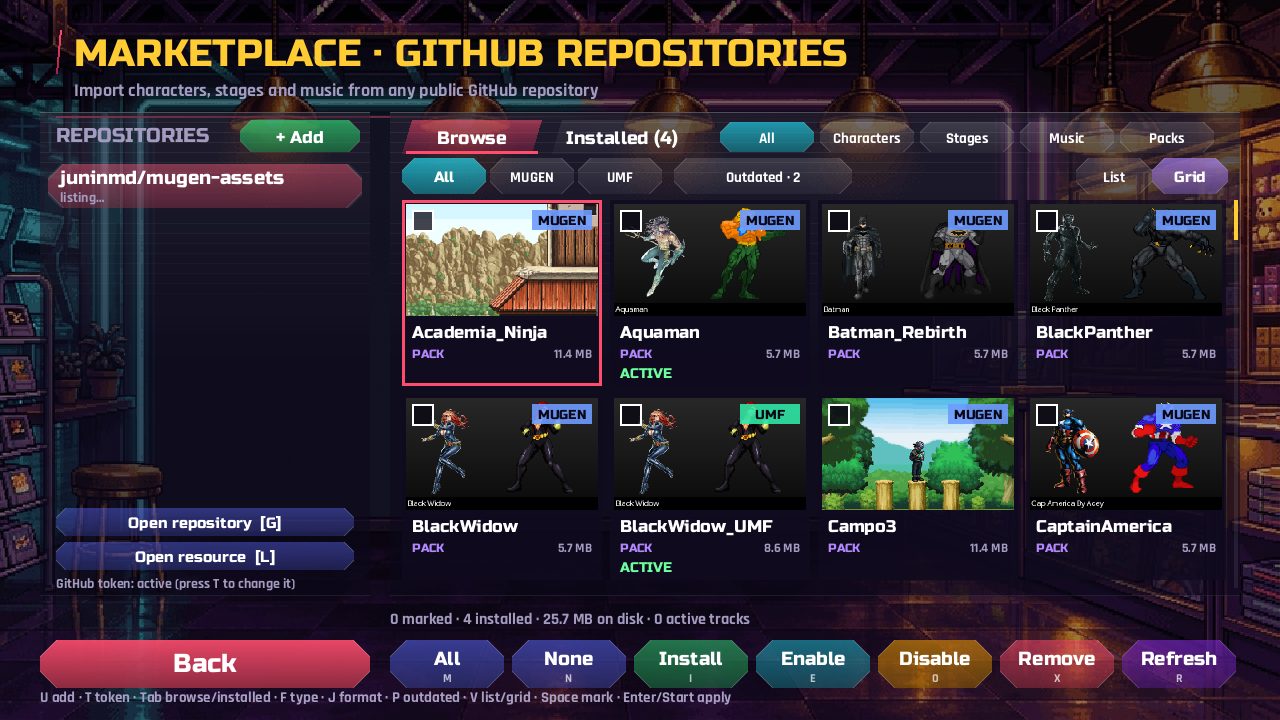 MARKETPLACE · GITHUB REPOSITORIES
Import characters, stages and music from any public GitHub repository
REPOSITORIES
+ Add
juninmd/mugen-assets
listing...
Open repository [G]
Open resource [L]
GitHub token: active (press T to change it)
Browse Installed (4) All Characters Stages Music Packs
All MUGEN UMF Outdated · 2 List Grid
MUGEN MUGEN MUGEN MUGEN
Aquaman Batman Black Panther
Academia_Ninja Aquaman Batman_Rebirth BlackPanther
PACK 11.4 MB PACK 5.7 MB PACK 5.7 MB PACK 5.7 MB
ACTIVE
MUGEN UMF MUGEN MUGEN
Black Widow Black Widow Cap America By Acey
BlackWidow BlackWidow_UMF Campo3 CaptainAmerica
PACK 5.7 MB PACK 8.6 MB PACK 11.4 MB PACK 5.7 MB
ACTIVE
0 marked · 4 installed · 25.7 MB on disk · 0 active tracks
Back All None Install Enable Disable Remove Refresh
M N I E O X R
U add · T token · Tab browse/installed · F type · J format · P outdated · V list/grid · Space mark · Enter/Start apply